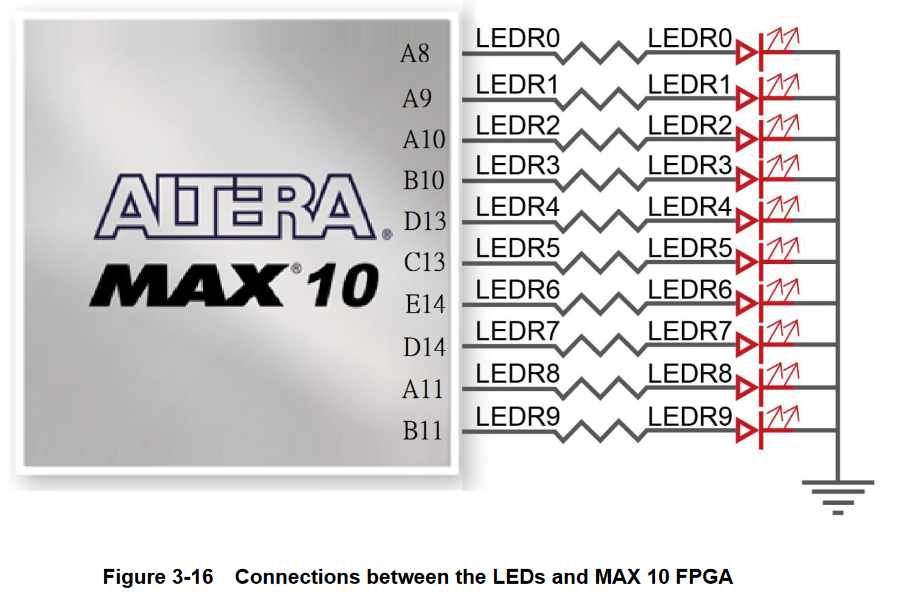 A8 LEDR0 LEDR0
A9 LEDR1 LEDR1
A10 LEDR2 LEDR2
B10 LEDR3 LEDR3
D13 LEDR4 LEDR4
C13 LEDR5 LEDR5
E14 LEDR6 LEDR6
D14 LEDR7 LEDR7
A11 LEDR8 LEDR8
B11 LEDR9 LEDR9
ALTERA®
MAX® 10
Figure 3-16 Connections between the LEDs and MAX 10 FPGA